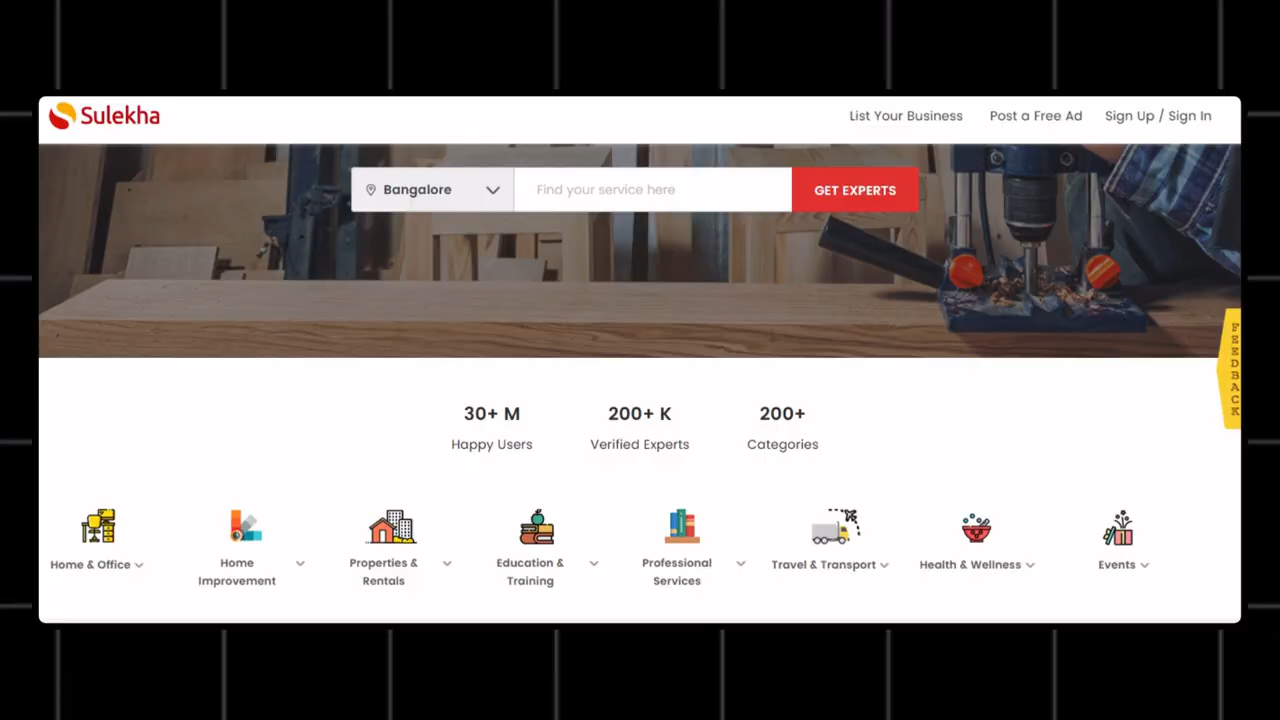 Sulekha
List Your Business
Post a Free Ad
Sign Up / Sign In
Bangalore
Find your service here
GET EXPERTS
FEEDBACK
30+ M
200+ K
200+
Happy Users
Verified Experts
Categories
Home & Office
Home
Improvement
Properties &
Rentals
Education &
Training
Professional
Services
Travel & Transport
Health & Wellness
Events